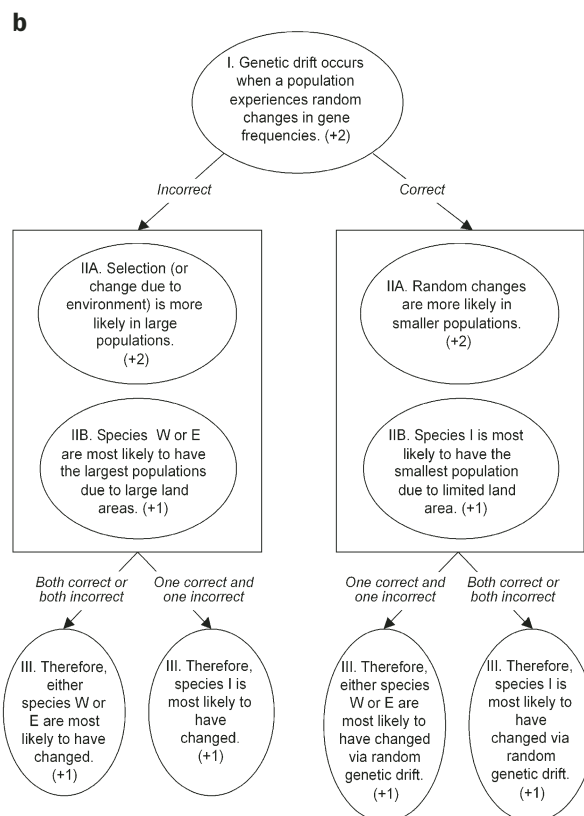 b
I. Genetic drift occurs
when a population
experiences random
changes in gene
frequencies. (+2)
Incorrect
Correct
IIA. Selection (or
change due to
environment) is more
likely in large
populations.
(+2)
IIB. Species W or E
are most likely to have
the largest populations
due to large land
areas. (+1)
IIA. Random changes
are more likely in
smaller populations.
(+2)
IIB. Species I is most
likely to have the
smallest population
due to limited land
area. (+1)
Both correct or
both incorrect
One correct and
one incorrect
One correct and
one incorrect
Both correct or
both incorrect
III. Therefore,
either
species W or
E are most
likely to have
changed.
(+1)
III. Therefore,
species I is
most likely to
have
changed.
(+1)
III. Therefore,
either species
W or E are
most likely to
have changed
via random
genetic drift.
(+1)
III. Therefore,
species I is
most likely to
have
changed via
random
genetic drift.
(+1)